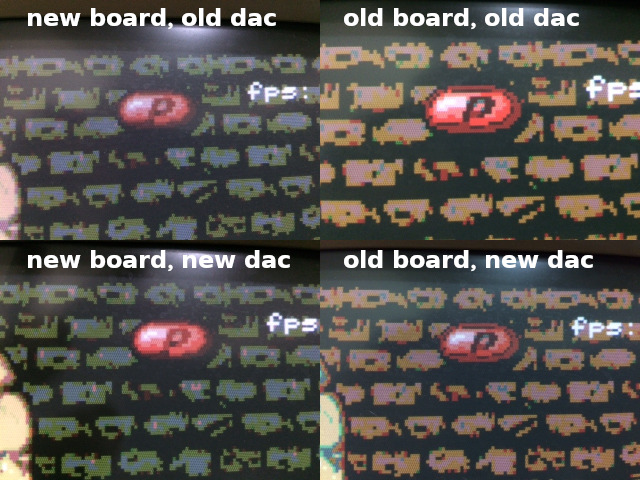 new board, old dac
old board, old dac
fps:
fps
new board, new dac
old board, new dac
fps
fps:
P
P
P
P